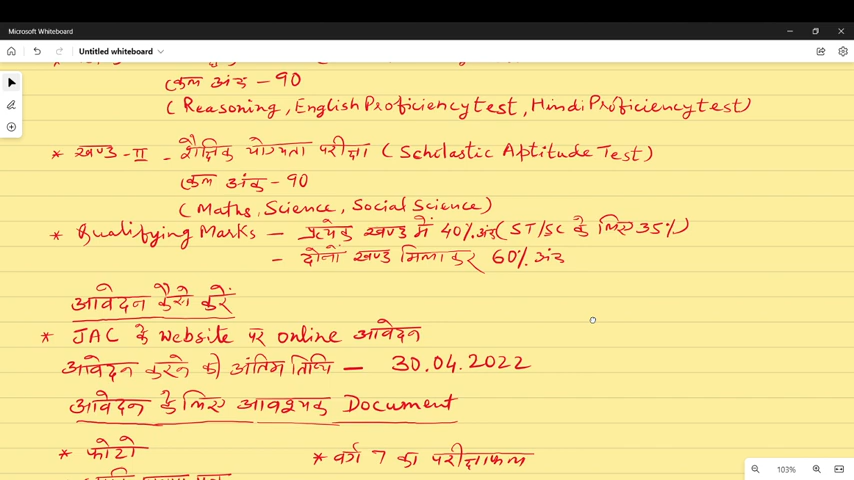 Microsoft Whiteboard
Untitled whiteboard
कुल अंक - 90
(Reasoning, English Proficiency test, Hindi Proficiency test)
* खण्ड - II - शैक्षिक योग्यता परीक्षा (Scholastic Aptitude Test)
कुल अंक - 90
(Maths, Science, Social Science)
* Qualifying Marks - प्रत्येक खण्ड में 40% अंक (ST/SC के लिए 35%)
- दोनों खण्ड मिलाकर 60% अंक
आवेदन कैसे करें
* JAC के website पर online आवेदन
आवेदन करने की अंतिम तिथि - 30.04.2022
आवेदन के लिए आवश्यक Document
* फोटो * वर्ग 7 का परीक्षाफल
103%